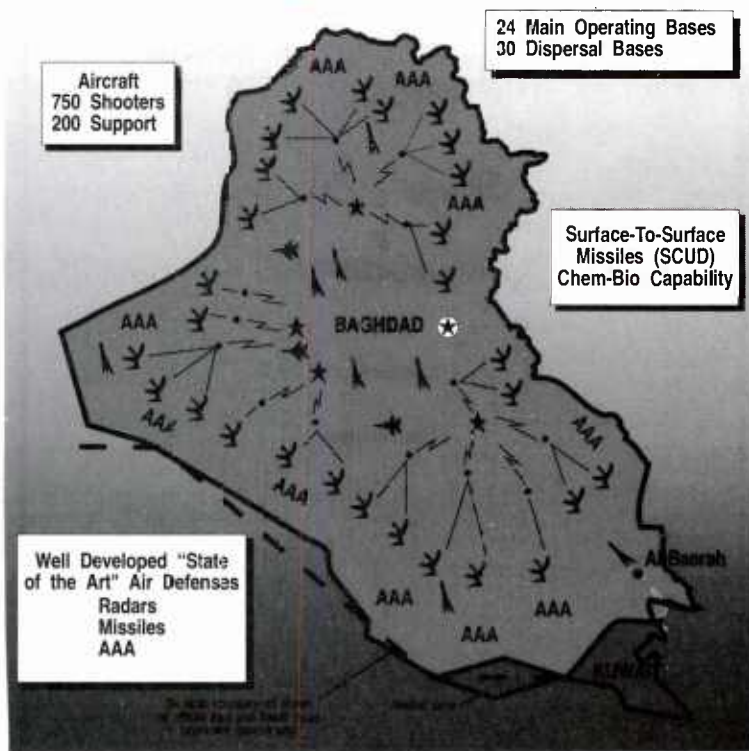 24 Main Operating Bases
30 Dispersal Bases
Aircraft
750 Shooters
200 Support
AAA
AAA
AAA
Surface-To-Surface
Missiles (SCUD)
Chem-Bio Capability
AAA
BAGHDAD
AAA
AAA
AAA
Well Developed "State
of the Art" Air Defenses
Radars
Missiles
AAA
Al Basrah
AAA
AAA
AAA
KUWAIT